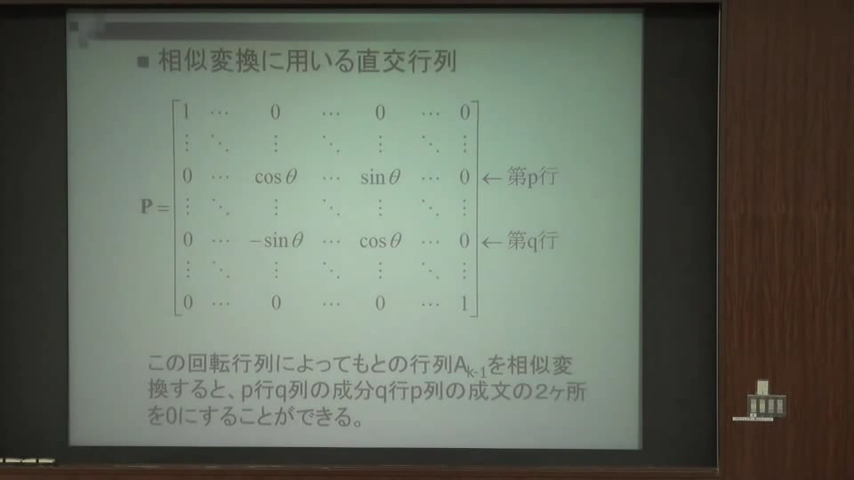 ■ 相似変換に用いる直交行列
1 ⋯ 0 ⋯ 0 ⋯ 0
⋮ ⋱ ⋮ ⋱ ⋮ ⋱ ⋮
0 ⋯ cosθ ⋯ sinθ ⋯ 0 ← 第p行
P = ⋮ ⋱ ⋮ ⋱ ⋮ ⋱ ⋮
0 ⋯ −sinθ ⋯ cosθ ⋯ 0 ← 第q行
⋮ ⋱ ⋮ ⋱ ⋮ ⋱ ⋮
0 ⋯ 0 ⋯ 0 ⋯ 1
この回転行列によってもとの行列Ak-1を相似変
換すると、p行q列の成分q行p列の成文の２ヶ所
を0にすることができる。